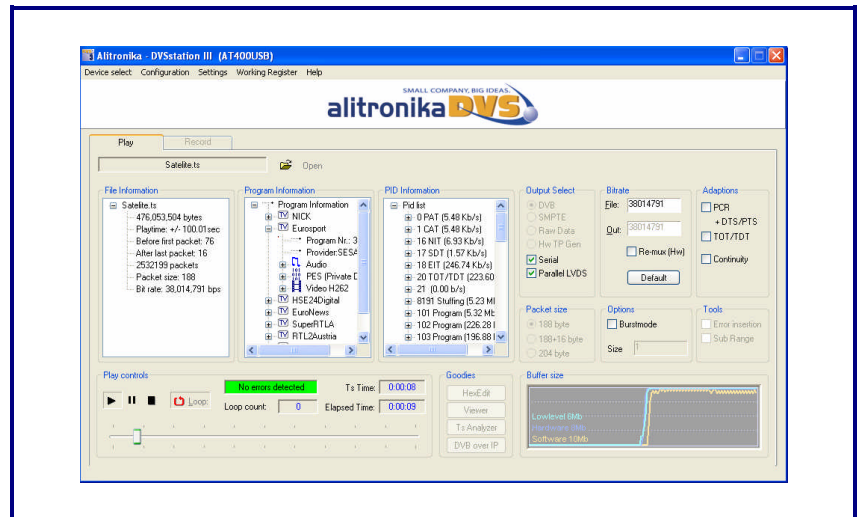 Alitronika - DVSstation III (AT400USB)
Device select Configuration Settings Working Register Help
SMALL COMPANY, BIG IDEAS.
alitronika DVS
Play Record
Satelite.ts Open
File Information
Satelite.ts
476,053,504 bytes
Playtime: +/- 100.01sec
Before first packet: 76
After last packet: 16
2532199 packets
Packet size: 188
Bit rate: 38,014,791 bps
Program Information
Program Information
NICK
Eurosport
Program Nr.: 3
Provider:SESA
Audio
PES (Private D
Video H262
HSE24Digital
EuroNews
SuperRTLA
RTL2Austria
PID Information
Pid list
0 PAT (5.48 Kb/s)
1 CAT (5.48 Kb/s)
16 NIT (6.93 Kb/s)
17 SDT (1.57 Kb/s)
18 EIT (246.74 Kb/s)
20 TOT/TDT (223.60
21 (0.00 b/s)
8191 Stuffing (5.23 Mb
101 Program (5.32 Mb
102 Program (226.28
103 Program (196.88
Output Select
DVB
SMPTE
Raw Data
Hw TP Gen
Serial
Parallel LVDS
Bitrate
File: 38014791
Out: 38014791
Re-mux (Hw)
Default
Adaptions
PCR
+ DTS/PTS
TOT/TDT
Continuity
Packet size
188 byte
188+16 byte
204 byte
Options
Burstmode
Size 1
Tools
Error insertion
Sub Range
Play controls
Loop:
No errors detected
Ts Time: 0:00:08
Loop count: 0
Elapsed Time: 0:00:09
Goodies
HexEdit
Viewer
Ts Analyzer
DVB over IP
Buffer size
Lowlevel 6Mb
Software 10Mb